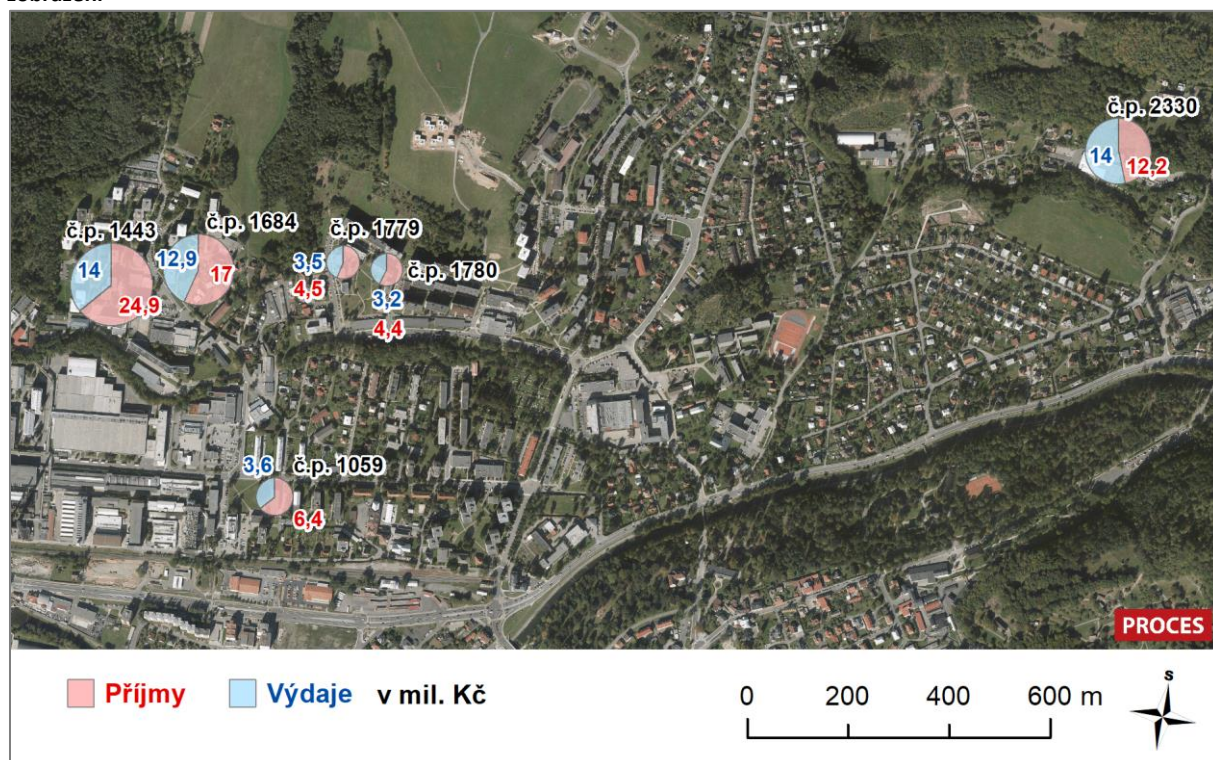 č.p. 2330
14
12,2
č.p. 1443
14
24,9
č.p. 1684
12,9
17
č.p. 1779
3,5
4,5
č.p. 1780
3,2
4,4
3,6
č.p. 1059
6,4
PROCES
Příjmy
Výdaje
v mil. Kč
0 200 400 600 m
S